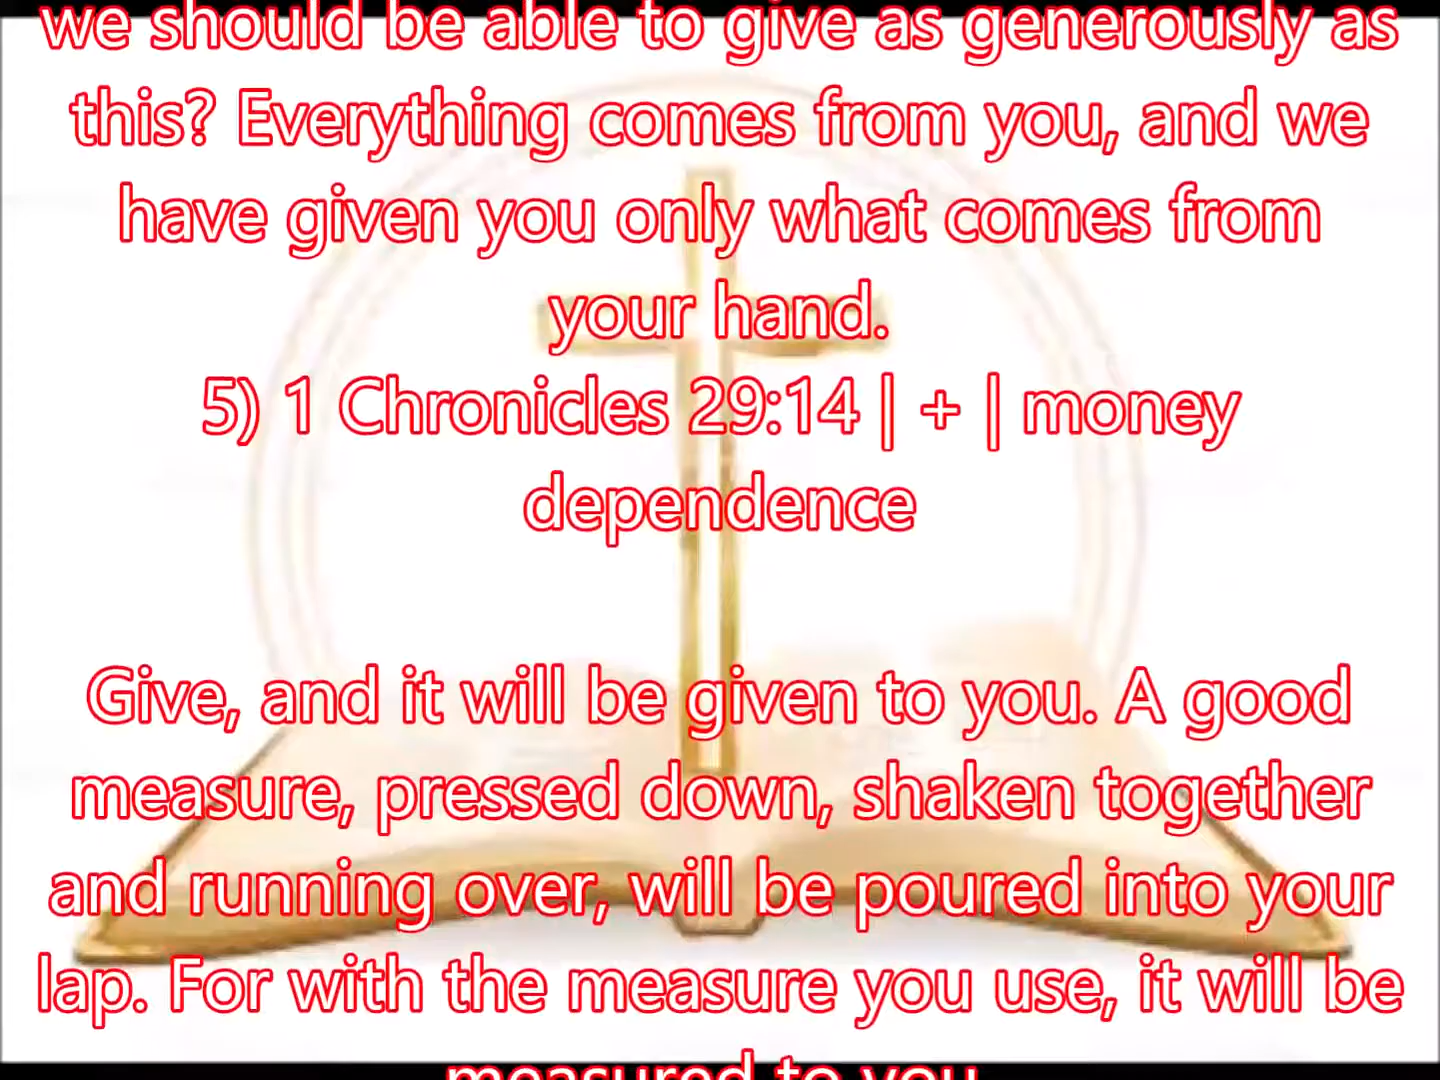 we should be able to give as generously as
this? Everything comes from you, and we
have given you only what comes from
your hand.
5) 1 Chronicles 29:14 | + | money
dependence
Give, and it will be given to you. A good
measure, pressed down, shaken together
and running over, will be poured into your
lap. For with the measure you use, it will be
measured to you